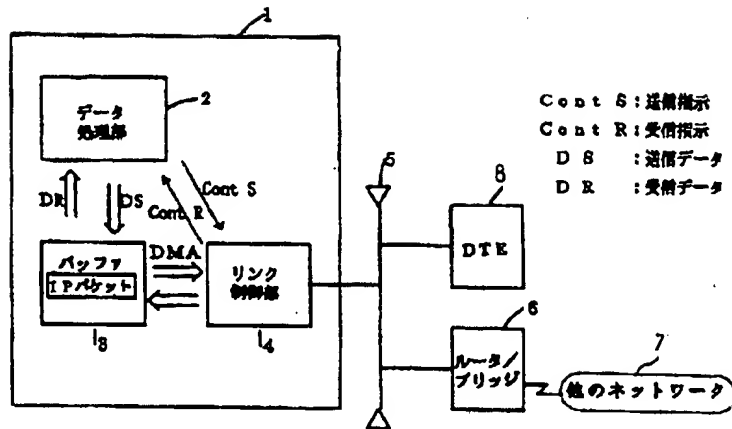 1
データ
処理部
2
DR
DS
Cont R
Cont S
バッファ
IPパケット
DMA
リンク
制御部
3
4
5
8
DTE
6
ルータ/
ブリッジ
7
他のネットワーク
Cont S:送信指示
Cont R:受信指示
DS :送信データ
DR :受信データ